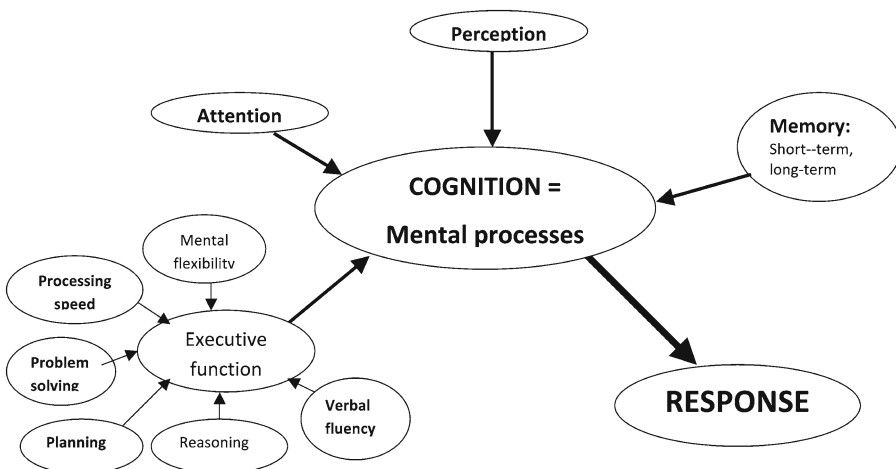 Perception
Attention
Memory:
Short--term,
long-term
COGNITION =
Mental processes
Mental
flexibility
Processing
speed
Executive
function
Problem
solving
Verbal
fluency
Planning
Reasoning
RESPONSE